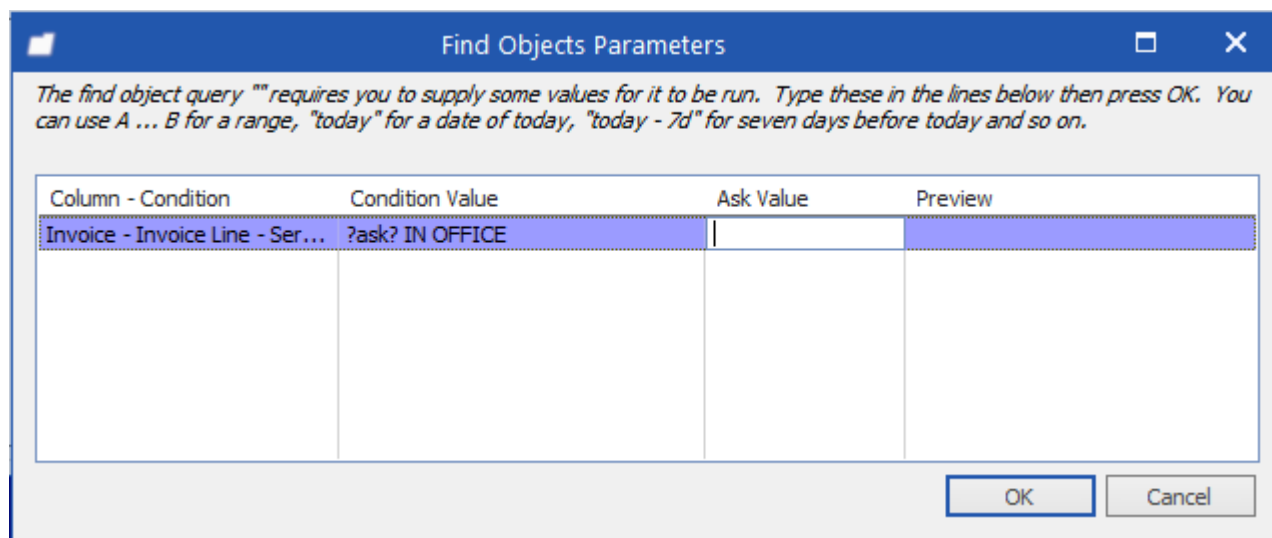 Find Objects Parameters
The find object query "" requires you to supply some values for it to be run. Type these in the lines below then press OK. You
can use A ... B for a range, "today" for a date of today, "today - 7d" for seven days before today and so on.
Column - Condition Condition Value Ask Value Preview
Invoice - Invoice Line - Ser... ?ask? IN OFFICE
OK Cancel